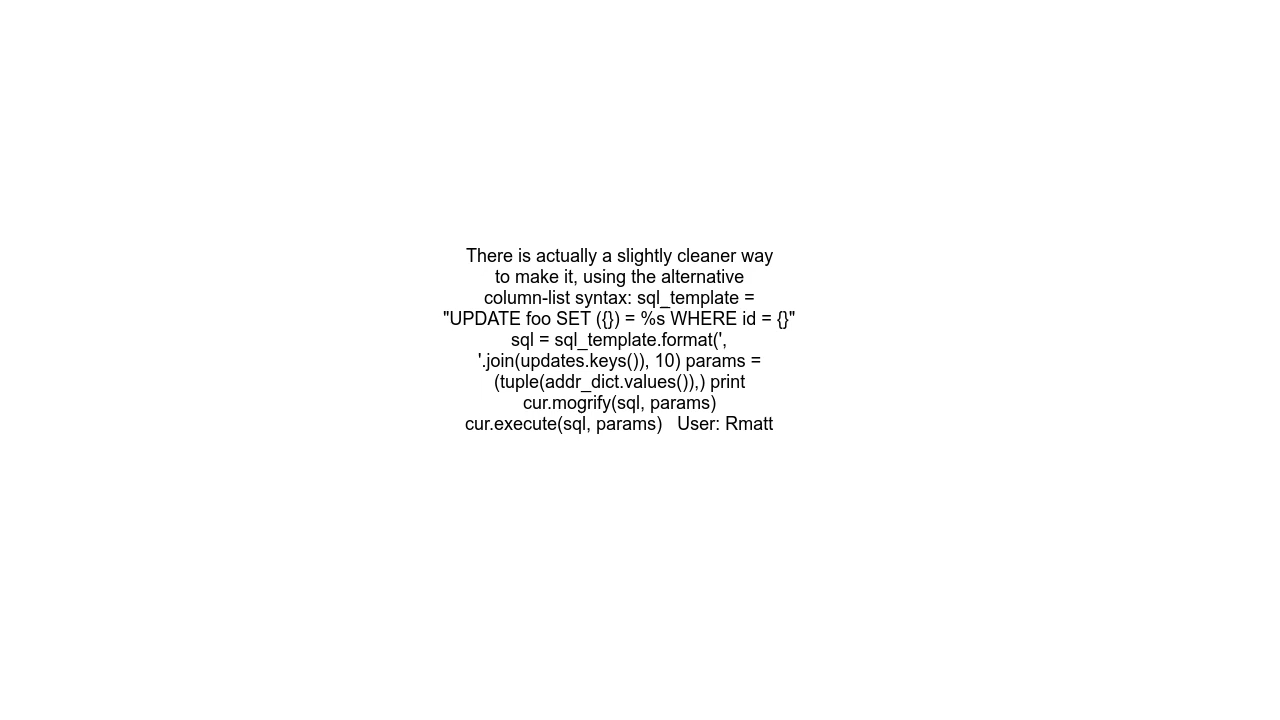 There is actually a slightly cleaner way
to make it, using the alternative
column-list syntax: sql_template =
"UPDATE foo SET ({}) = %s WHERE id = {}"
sql = sql_template.format(',
'.join(updates.keys()), 10) params =
(tuple(addr_dict.values()),) print
cur.mogrify(sql, params)
cur.execute(sql, params)   User: Rmatt